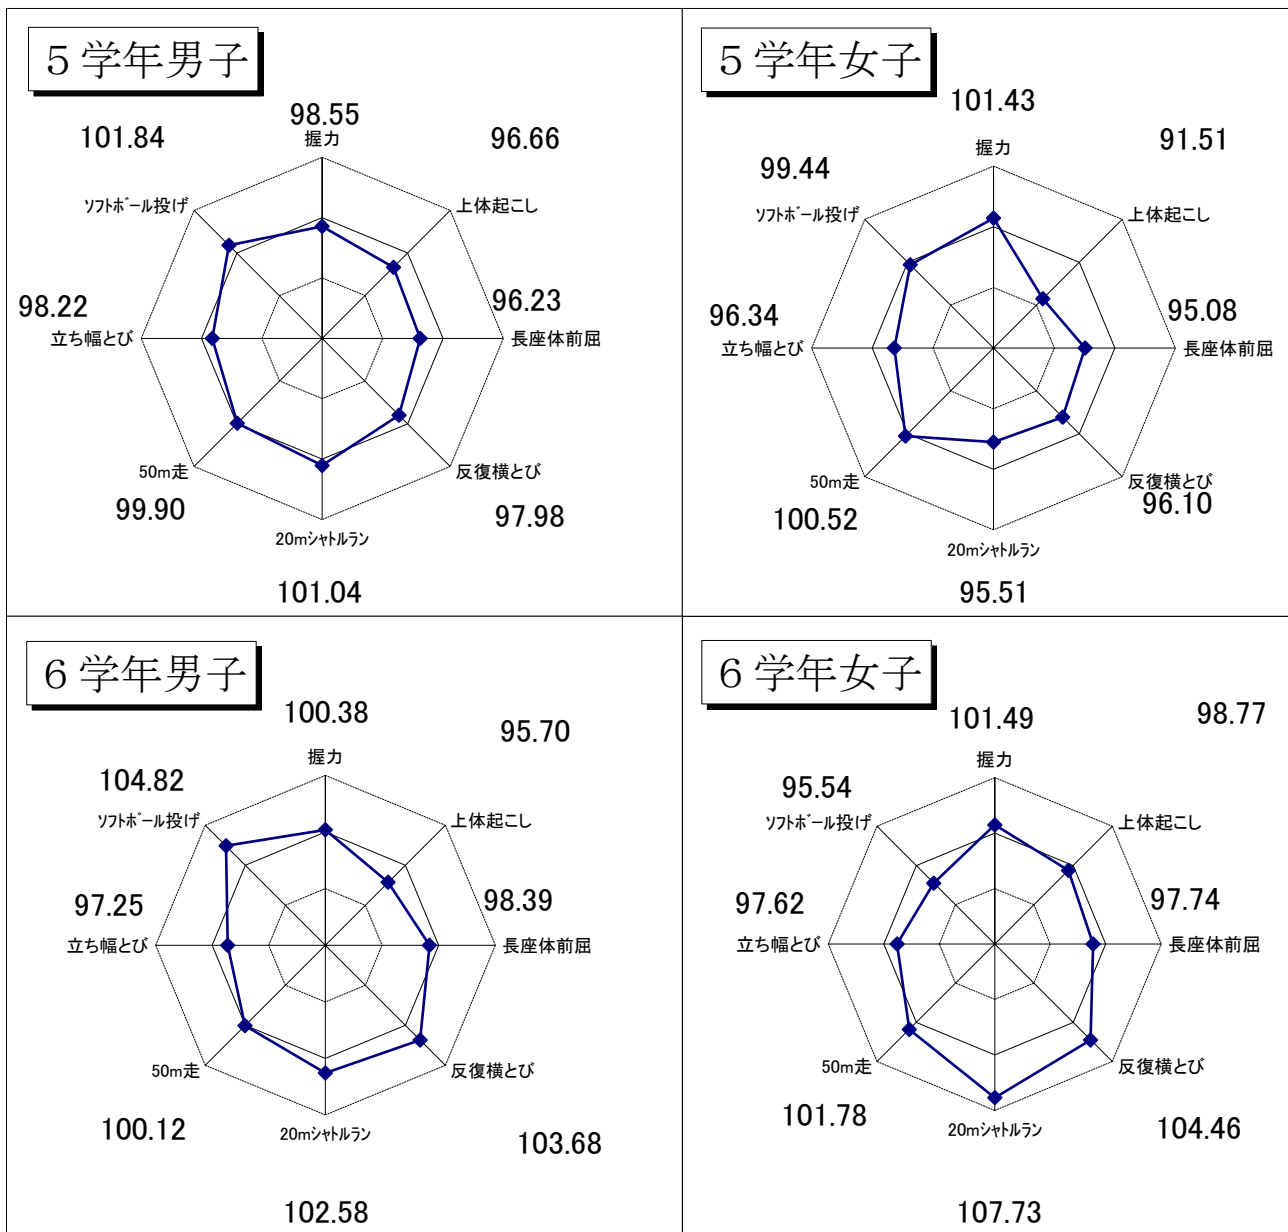 ５学年男子
98.55
握力
101.84
96.66
ｿﾌﾄﾎﾞｰﾙ投げ
上体起こし
98.22
立ち幅とび
96.23
長座体前屈
50m走
99.90
反復横とび
97.98
20mｼｬﾄﾙﾗﾝ
101.04
５学年女子
101.43
握力
99.44
91.51
ｿﾌﾄﾎﾞｰﾙ投げ
上体起こし
96.34
立ち幅とび
95.08
長座体前屈
50m走
100.52
反復横とび
96.10
20mｼｬﾄﾙﾗﾝ
95.51
６学年男子
100.38
握力
95.70
104.82
ｿﾌﾄﾎﾞｰﾙ投げ
上体起こし
97.25
立ち幅とび
98.39
長座体前屈
50m走
100.12
反復横とび
103.68
20mｼｬﾄﾙﾗﾝ
102.58
６学年女子
101.49
握力
98.77
95.54
ｿﾌﾄﾎﾞｰﾙ投げ
上体起こし
97.62
立ち幅とび
97.74
長座体前屈
50m走
101.78
反復横とび
104.46
20mｼｬﾄﾙﾗﾝ
107.73